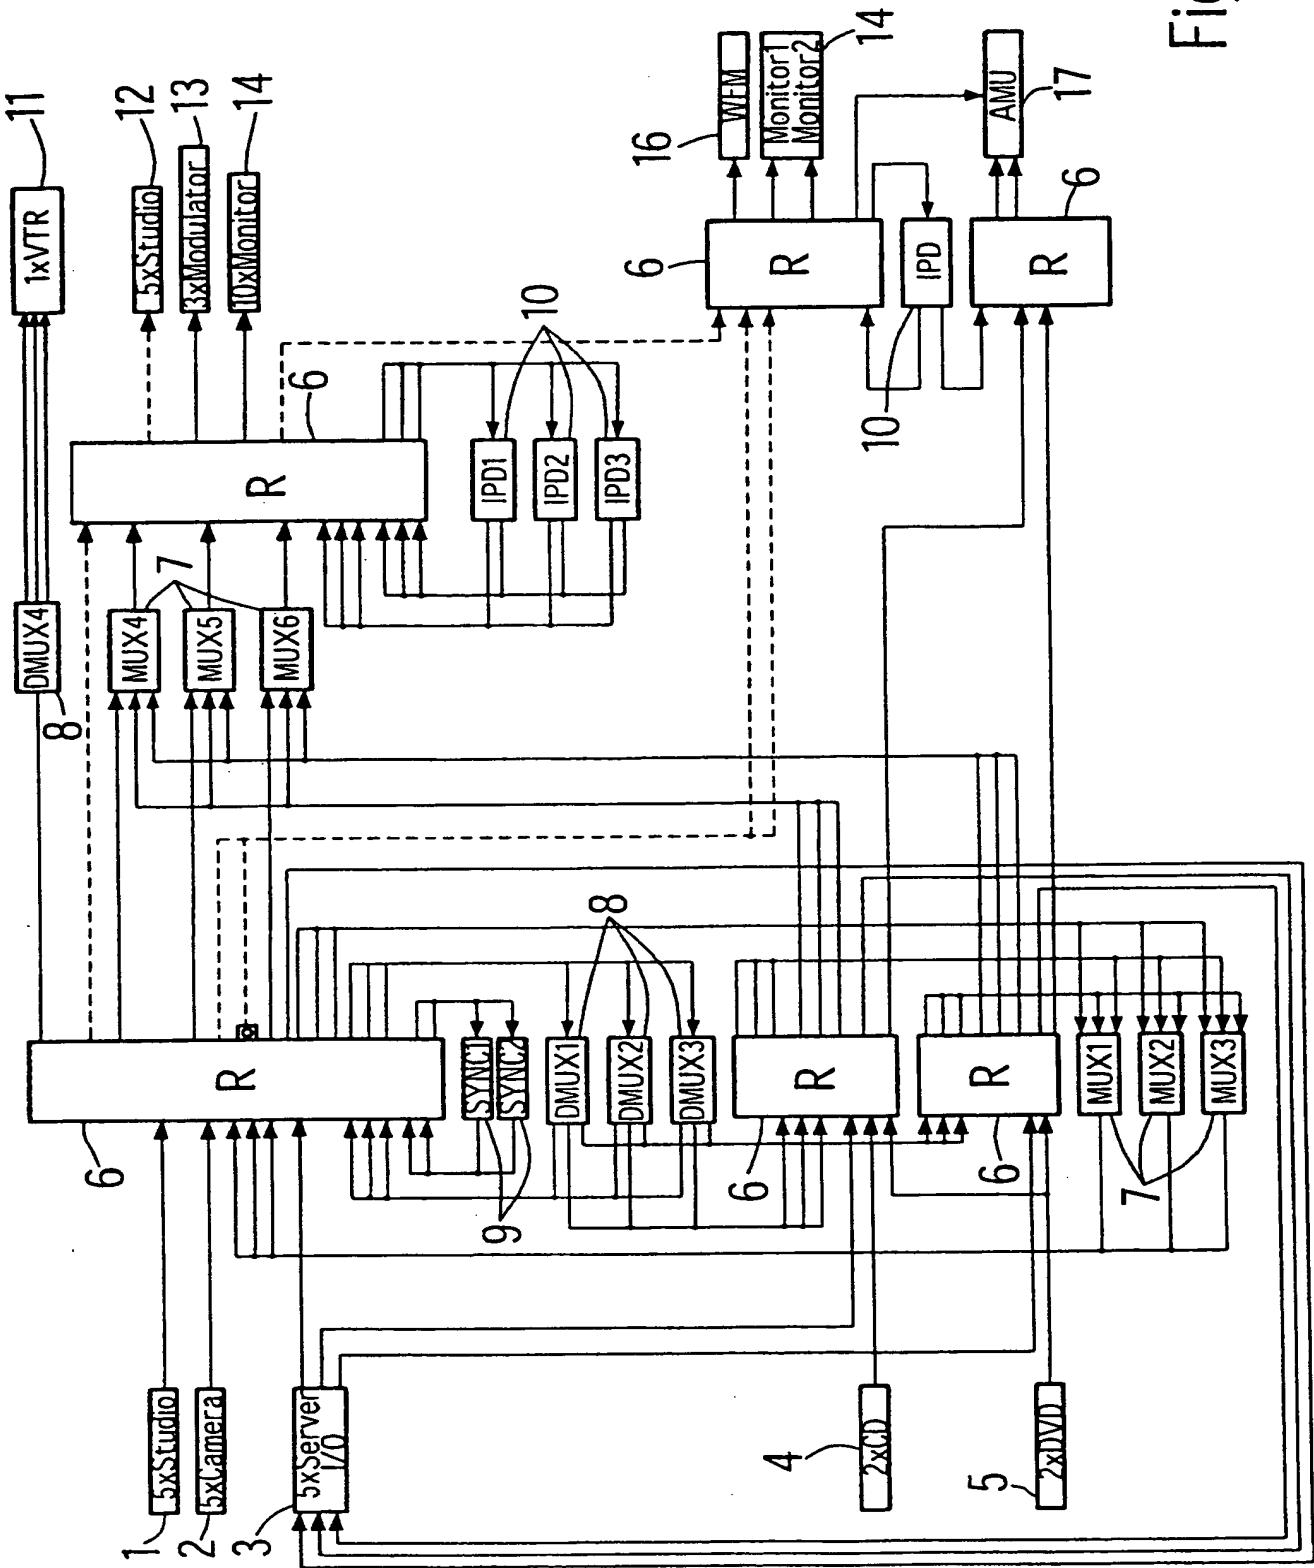 1
5xStudio
2
5xCamera
3
5xServer
I/O
4
2xCD
5
2xDVD
6
R
SYNC1
SYNC2
9
DMUX1
DMUX2
DMUX3
8
6
R
6
R
MUX1
MUX2
MUX3
7
8
DMUX4
MUX4
MUX5
MUX6
7
R
6
IPD1
IPD2
IPD3
10
1xVTR
11
5xStudio
12
3xModulator
13
10xMonitor
14
6
R
10
IPD
R
6
16
WFM
Monitor1
Monitor2
14
AMU
17